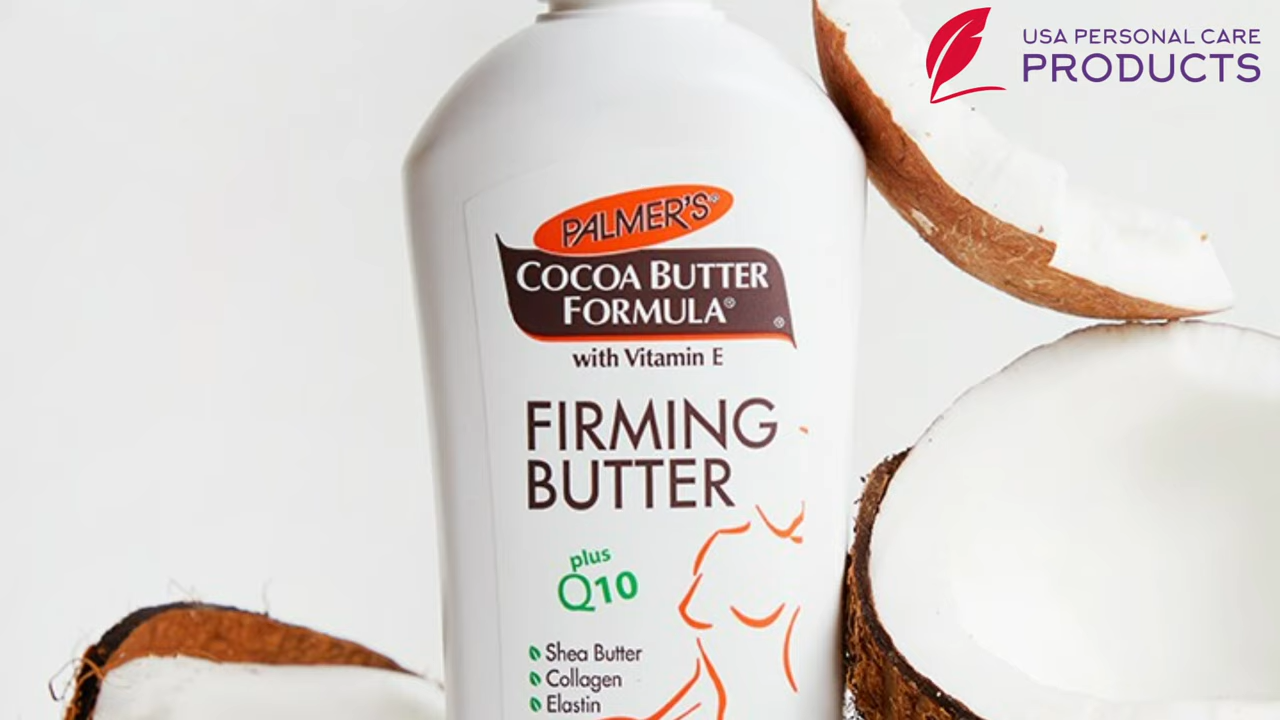 USA PERSONAL CARE
PRODUCTS
PALMER'S®
COCOA BUTTER
FORMULA®
®
with Vitamin E
FIRMING
BUTTER
plus
Q10
Shea Butter
Collagen
Elastin